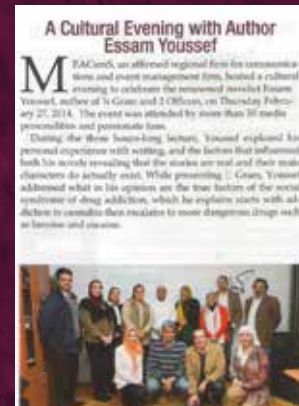 A Cultural Evening with Author
Essam Youssef
MEAComS, an affirmed regional firm for communica-
tions and event management firm, hosted a cultural
evening to celebrate the renowned novelist Essam
Youssef, author of ¼ Gram and 2 Officers, on Thursday Febru-
ary 27, 2014. The event was attended by more than 50 media
personalities and passionate fans.
During the three hours-long lecture, Youssef explored his
personal experience with writing, and the factors that influenced
both his novels revealing that the stories are real and their main
characters do actually exist. While presenting Gram, Youssef
addressed what in his opinion are the true factors of the social
syndrome of drug addiction, which he explains starts with ad-
diction to cannabis then escalates to more dangerous drugs such
as heroine and cocaine.